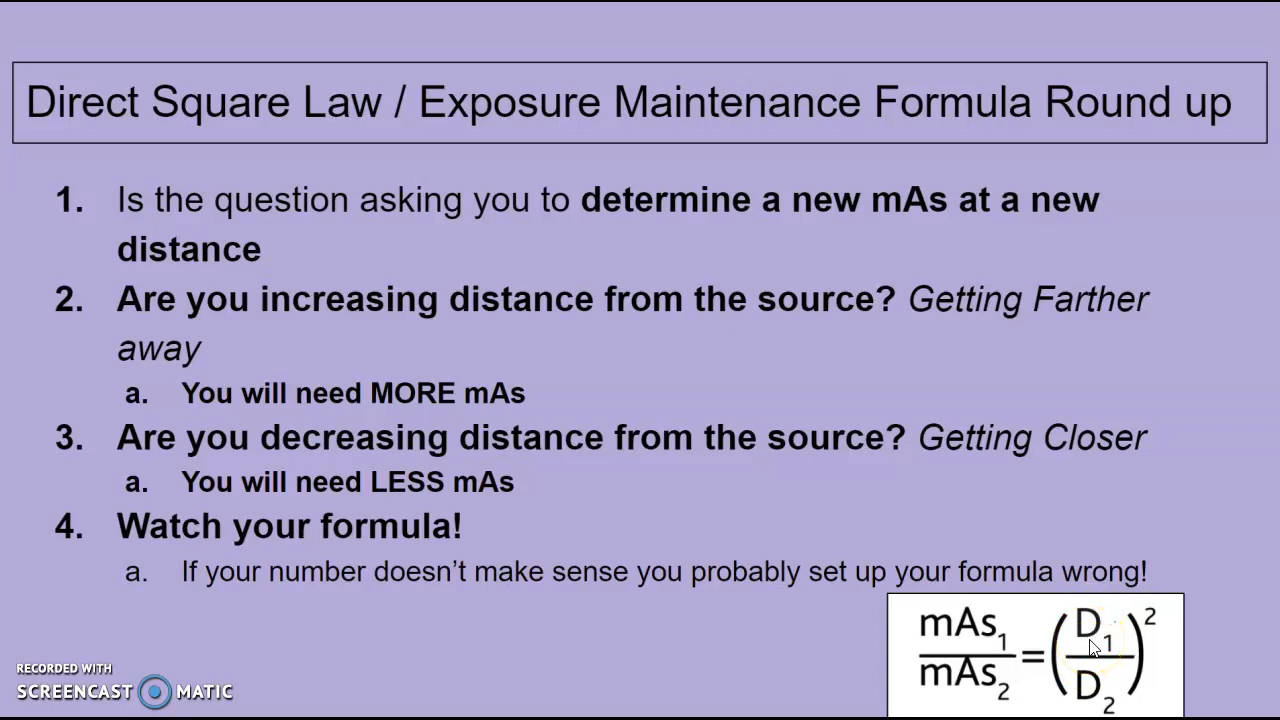 Direct Square Law / Exposure Maintenance Formula Round up
1. Is the question asking you to determine a new mAs at a new
distance
2. Are you increasing distance from the source? Getting Farther
away
a. You will need MORE mAs
3. Are you decreasing distance from the source? Getting Closer
a. You will need LESS mAs
4. Watch your formula!
a. If your number doesn’t make sense you probably set up your formula wrong!
mAs₁/mAs₂ = (D₁/D₂)²
RECORDED WITH
SCREENCAST MATIC